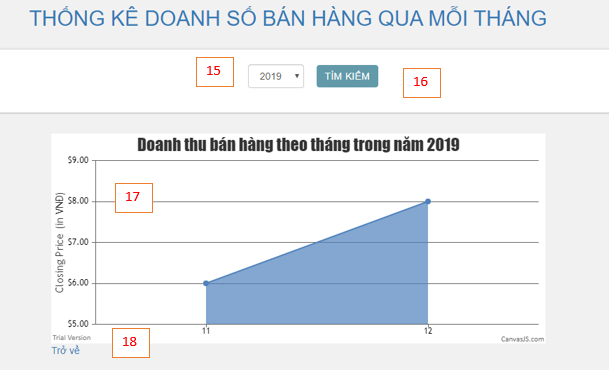 THỐNG KÊ DOANH SỐ BÁN HÀNG QUA MỖI THÁNG
15 2019 TÌM KIẾM 16
Doanh thu bán hàng theo tháng trong năm 2019
$9.00
17
$8.00
$7.00
$6.00
$5.00
Closing Price (in VND)
11 12
Trial Version CanvasJS.com
Trở về 18